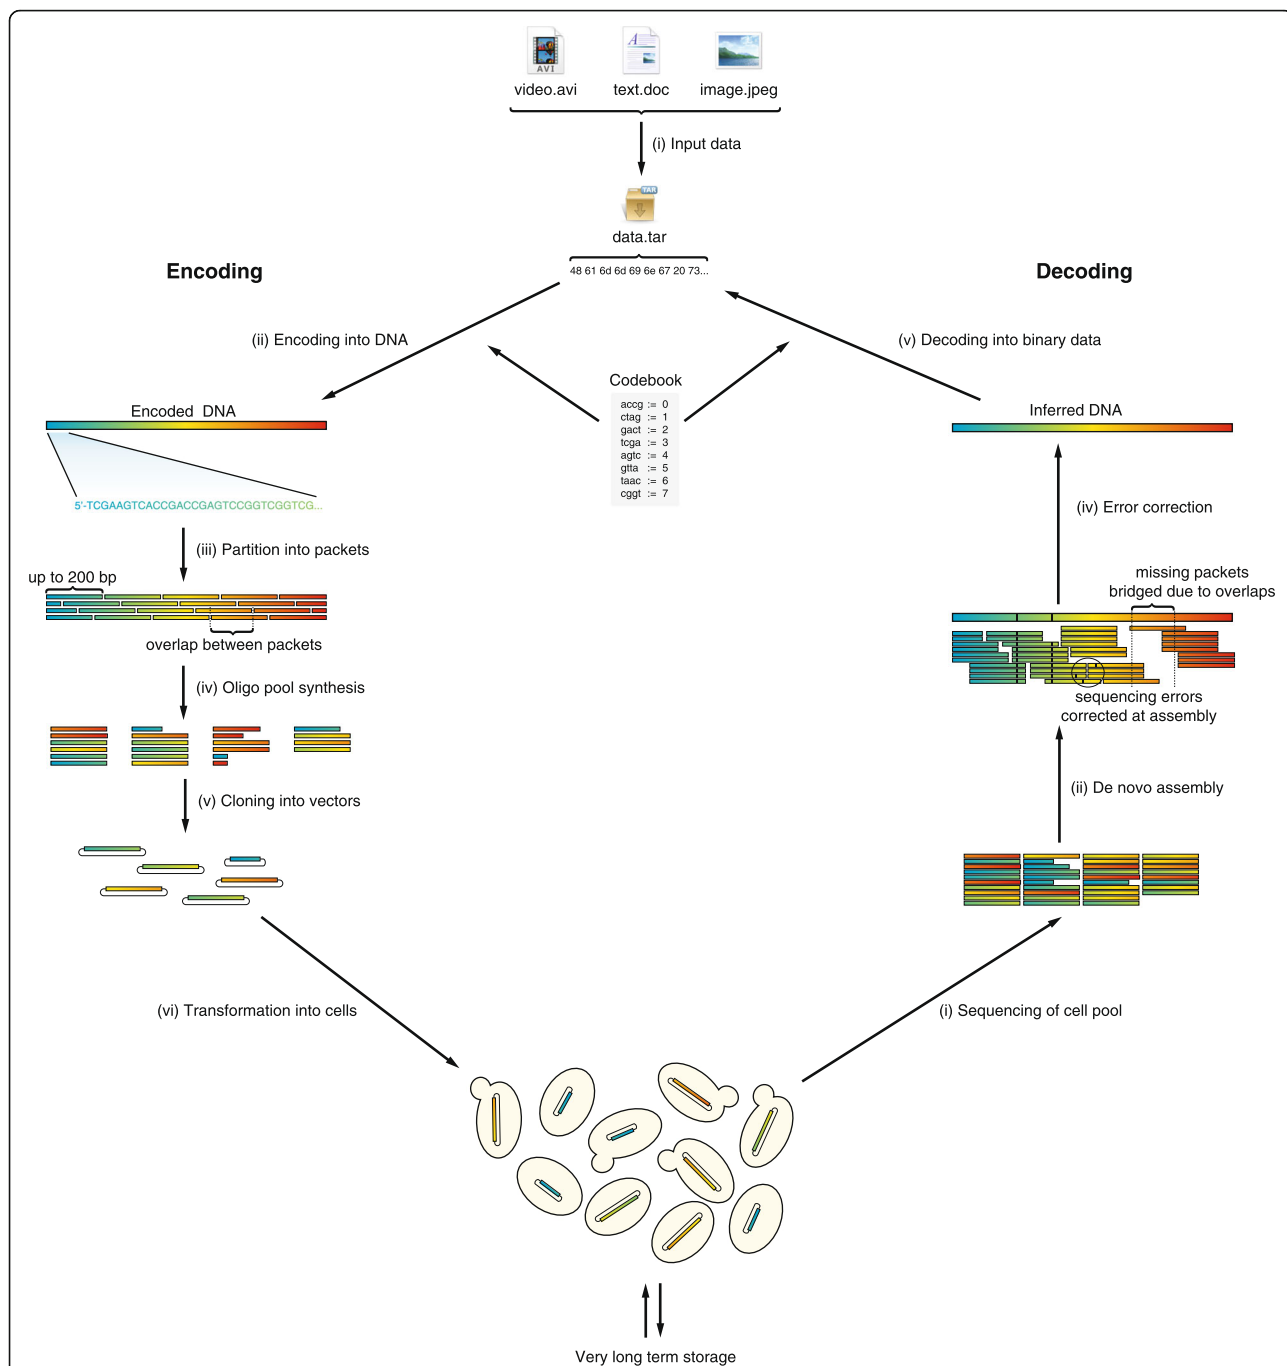 AVI
video.avi
text.doc
image.jpeg
(i) Input data
TAR
data.tar
48 61 6d 6d 69 6e 67 20 73...
Encoding
Decoding
(ii) Encoding into DNA
(v) Decoding into binary data
Codebook
accg := 0
ctag := 1
gact := 2
tcga := 3
agtc := 4
gtta := 5
taac := 6
cggt := 7
Encoded DNA
5'-TCGAAGTCACCGACCGAGTCCGGTCGGTCG...
(iii) Partition into packets
up to 200 bp
overlap between packets
(iv) Oligo pool synthesis
(v) Cloning into vectors
(vi) Transformation into cells
Inferred DNA
(iv) Error correction
missing packets
bridged due to overlaps
sequencing errors
corrected at assembly
(ii) De novo assembly
(i) Sequencing of cell pool
Very long term storage